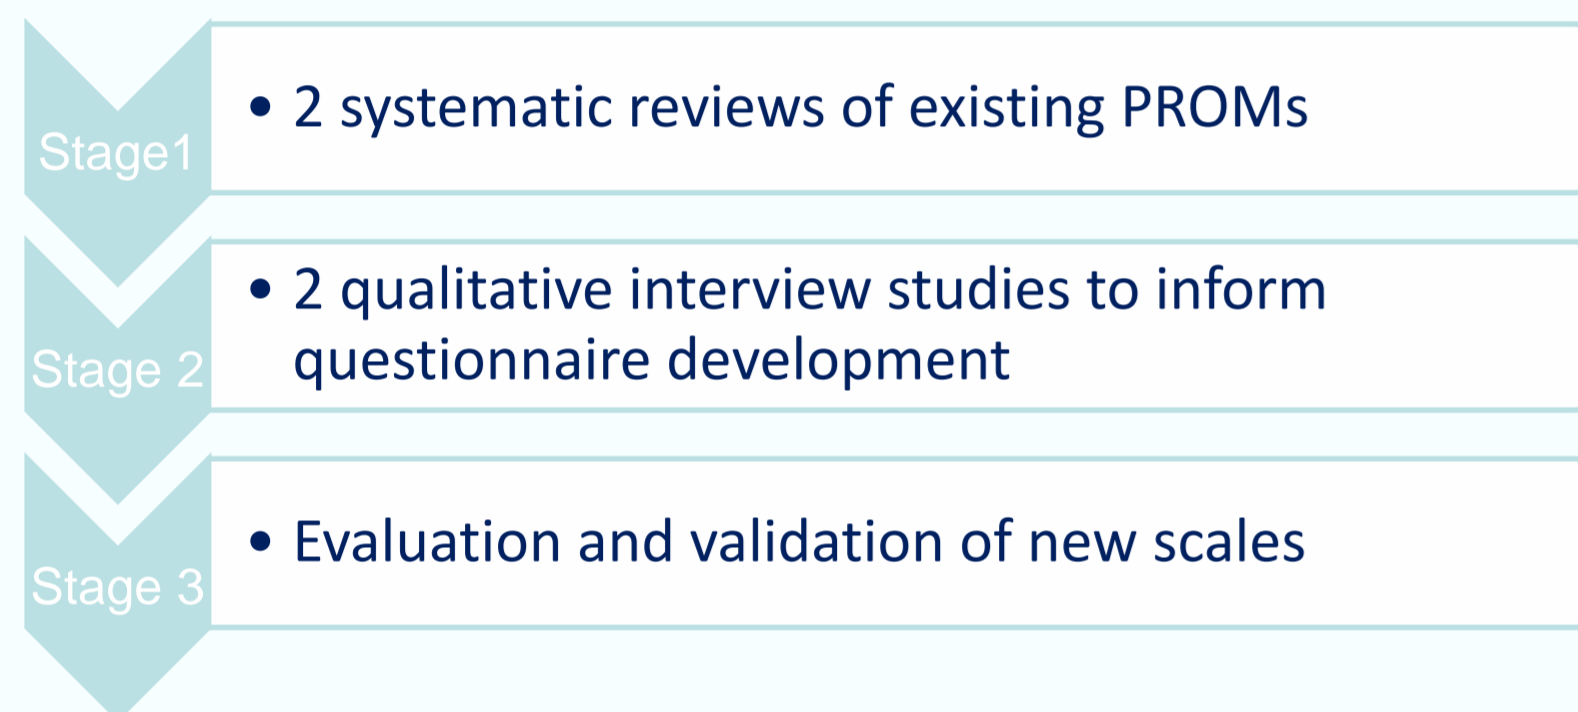 Stage1
• 2 systematic reviews of existing PROMs
Stage 2
• 2 qualitative interview studies to inform
questionnaire development
Stage 3
• Evaluation and validation of new scales